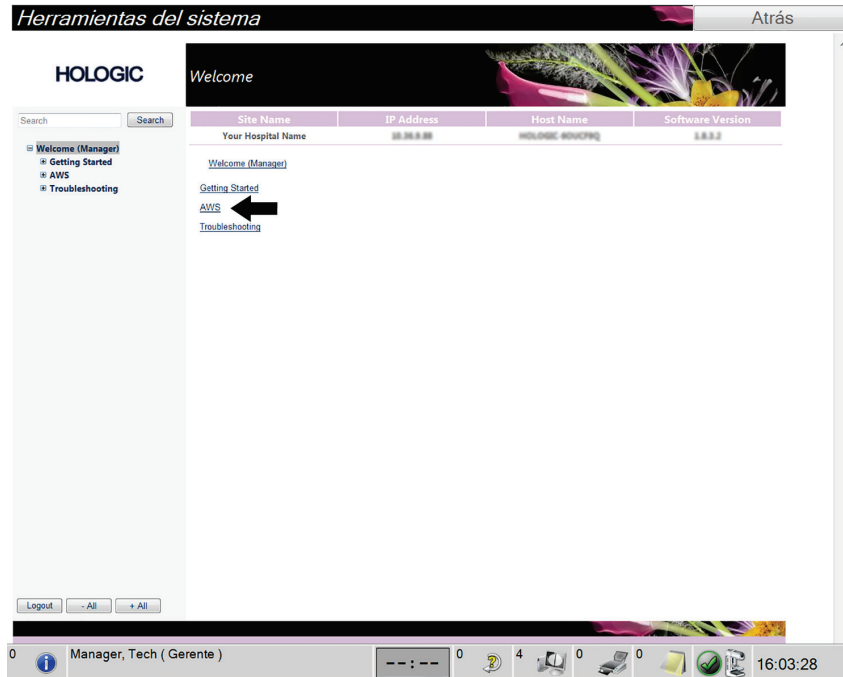 Herramientas del sistema
Atrás
HOLOGIC
Welcome
Search Search
Site Name IP Address Host Name Software Version
Your Hospital Name
Welcome (Manager)
Getting Started
AWS
Troubleshooting
Welcome (Manager)
Getting Started
AWS
Troubleshooting
Logout - All + All
0 Manager, Tech ( Gerente ) --:-- 0 4 0 0 16:03:28